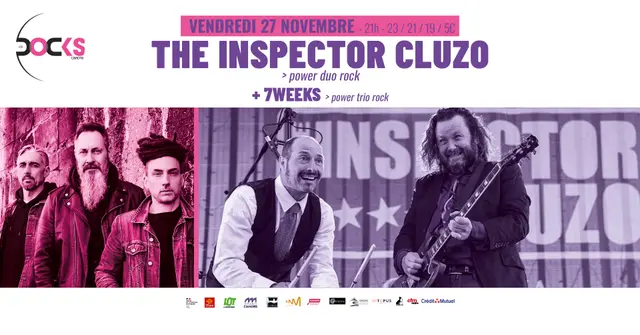 DOCKS
VENDREDI 27 NOVEMBRE - 21h - 23 / 21 / 19 / 5€
THE INSPECTOR CLUZO
> power duo rock
+ 7WEEKS > power trio rock
INSPECTOR
CLUZO
LOT
Crédit Mutuel